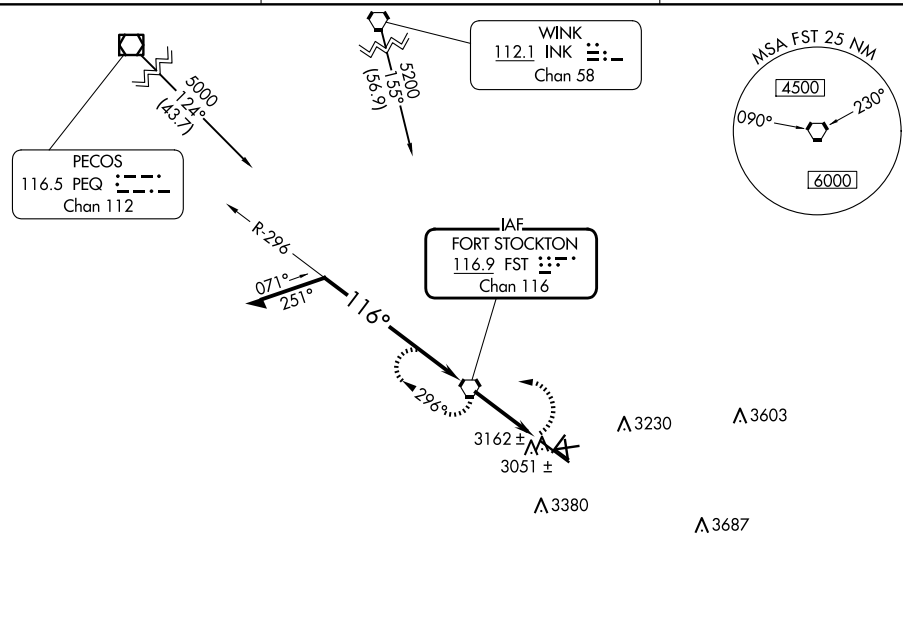 5000
124°
(43.7)
PECOS
116.5 PEQ
Chan 112
5200
155°
(56.9)
WINK
112.1 INK
Chan 58
MSA FST 25 NM
4500
090°
230°
6000
R-296
071°
251°
116°
296°
IAF
FORT STOCKTON
116.9 FST
Chan 116
3162 ±
3051 ±
3230
3603
3380
3687